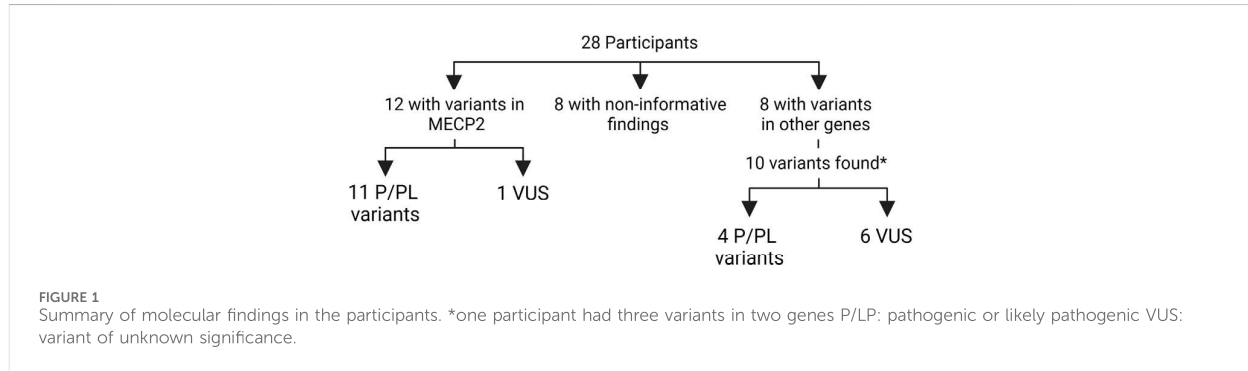 28 Participants
12 with variants in
MECP2
8 with non-informative
findings
8 with variants
in other genes
10 variants found*
11 P/PL
variants
1 VUS
4 P/PL
variants
6 VUS
FIGURE 1
Summary of molecular findings in the participants. *one participant had three variants in two genes P/LP: pathogenic or likely pathogenic VUS:
variant of unknown significance.